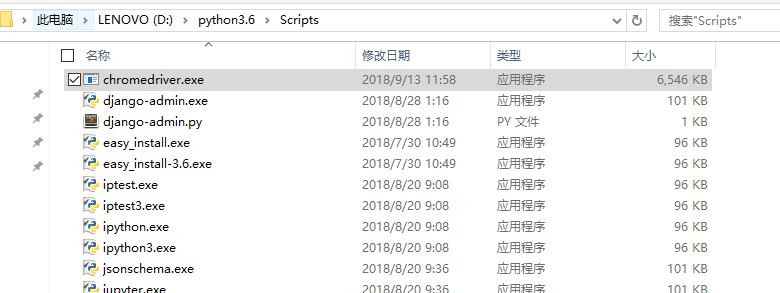 此电脑 > LENOVO (D:) > python3.6 > Scripts
搜索"Scripts"
名称 修改日期 类型 大小
chromedriver.exe 2018/9/13 11:58 应用程序 6,546 KB
django-admin.exe 2018/8/28 1:16 应用程序 101 KB
django-admin.py 2018/8/28 1:16 PY 文件 1 KB
easy_install.exe 2018/7/30 10:49 应用程序 96 KB
easy_install-3.6.exe 2018/7/30 10:49 应用程序 96 KB
iptest.exe 2018/8/20 9:08 应用程序 96 KB
iptest3.exe 2018/8/20 9:08 应用程序 96 KB
ipython.exe 2018/8/20 9:08 应用程序 96 KB
ipython3.exe 2018/8/20 9:08 应用程序 96 KB
jsonschema.exe 2018/8/20 9:36 应用程序 101 KB
jupyter.exe 2018/8/20 9:36 应用程序 101 KB